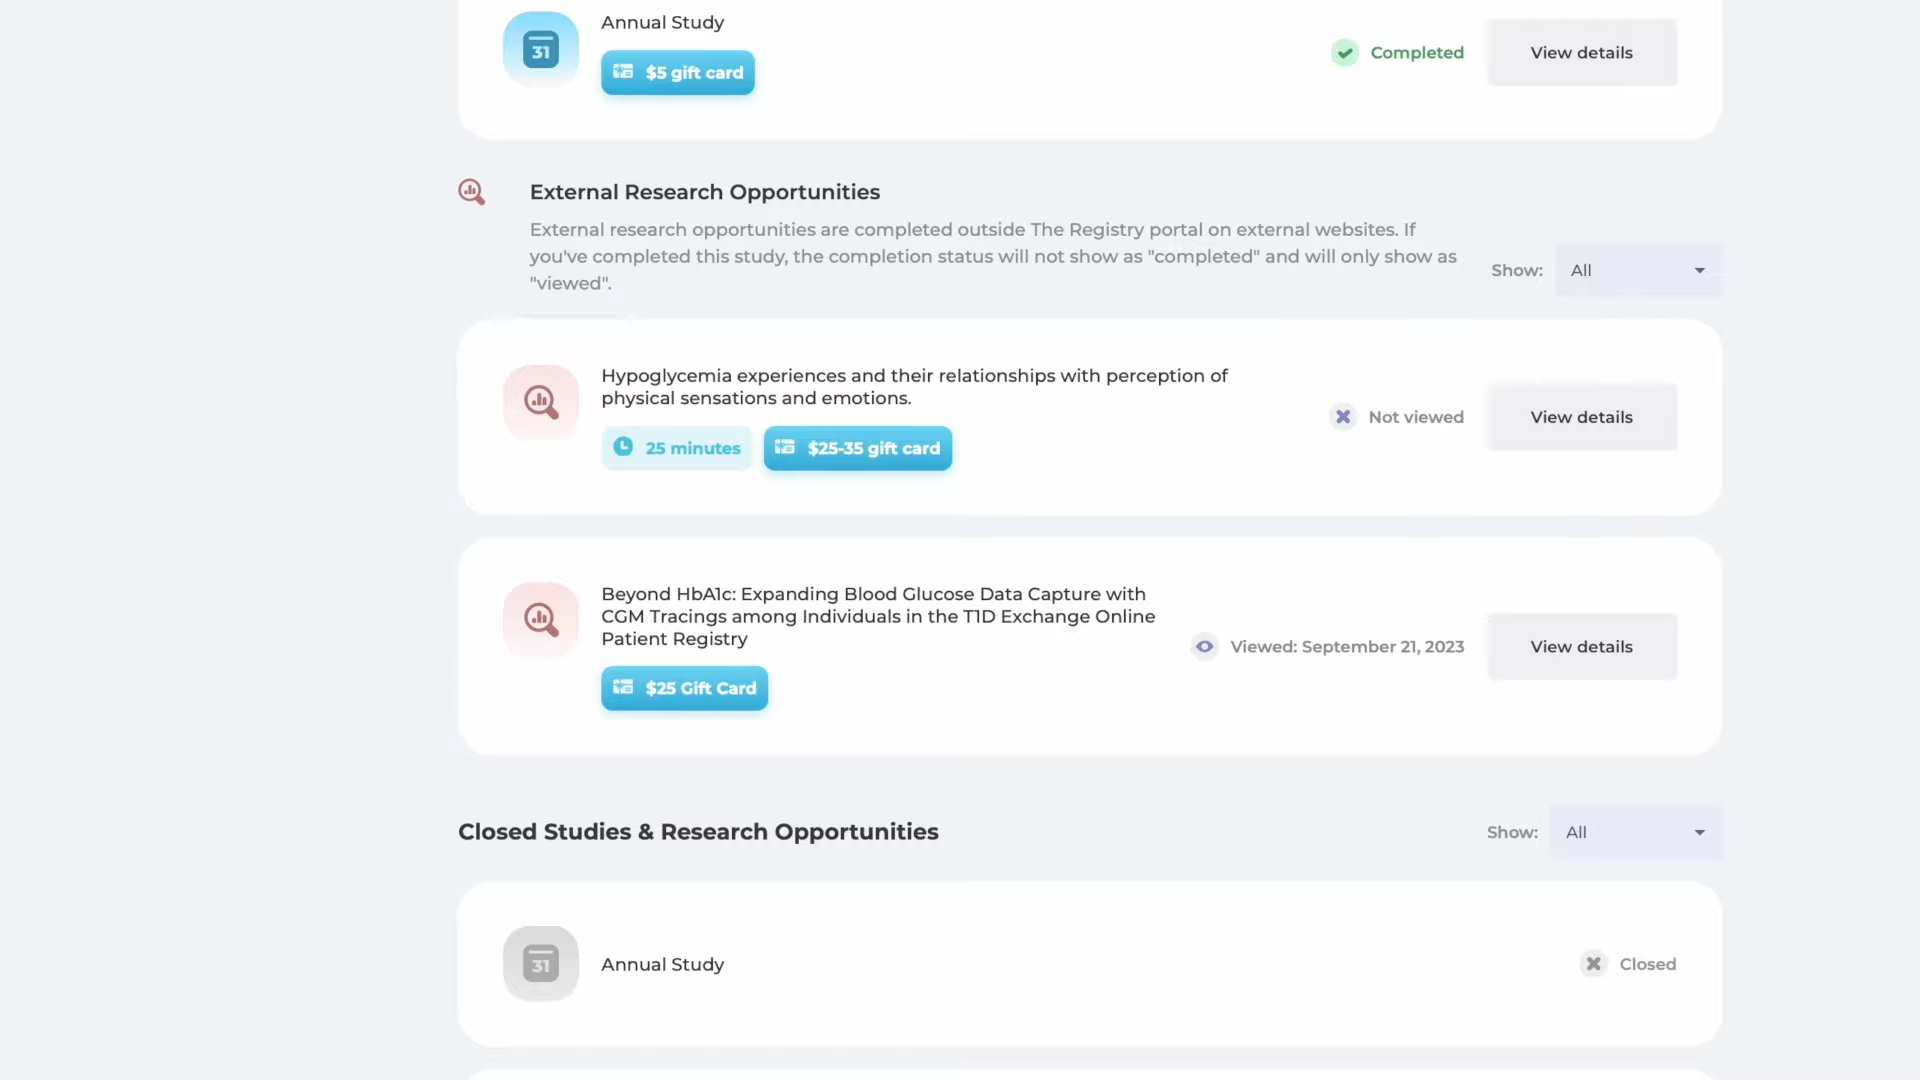 Annual Study
31
$5 gift card
Completed
View details
External Research Opportunities
External research opportunities are completed outside The Registry portal on external websites. If
you've completed this study, the completion status will not show as "completed" and will only show as
"viewed".
Show:
All
Hypoglycemia experiences and their relationships with perception of
physical sensations and emotions.
25 minutes
$25-35 gift card
Not viewed
View details
Beyond HbA1c: Expanding Blood Glucose Data Capture with
CGM Tracings among Individuals in the T1D Exchange Online
Patient Registry
$25 Gift Card
Viewed: September 21, 2023
View details
Closed Studies & Research Opportunities
Show:
All
31
Annual Study
Closed